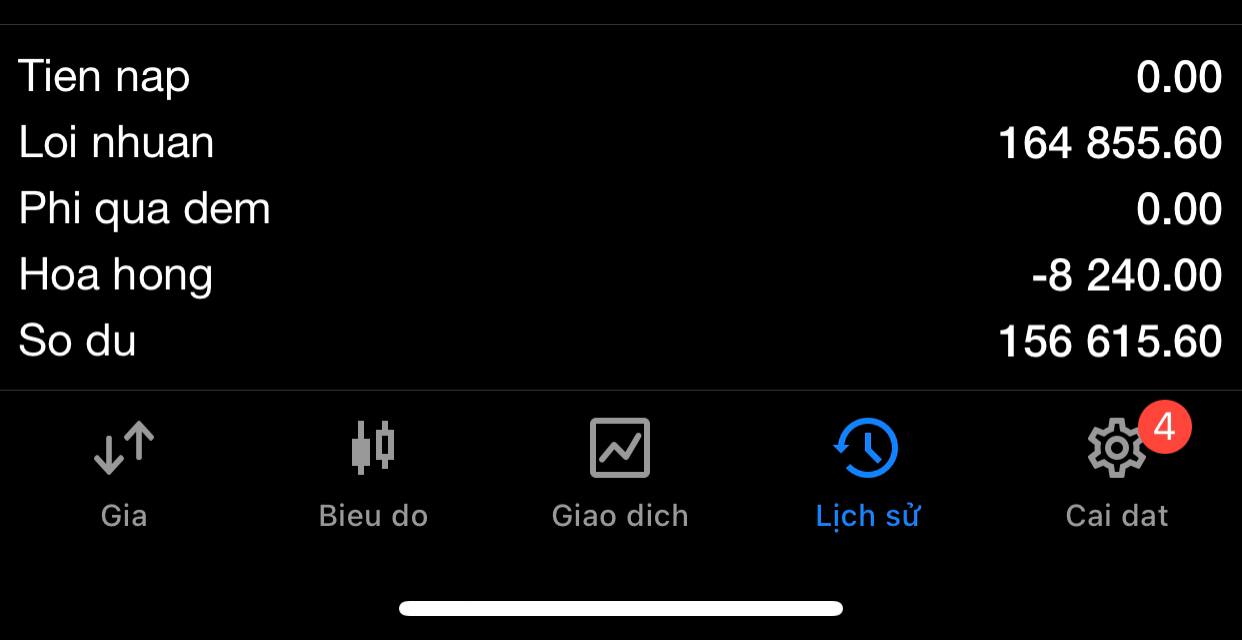 Tien nap 0.00
Loi nhuan 164 855.60
Phi qua dem 0.00
Hoa hong -8 240.00
So du 156 615.60
4
Gia Bieu do Giao dich Lịch sử Cai dat